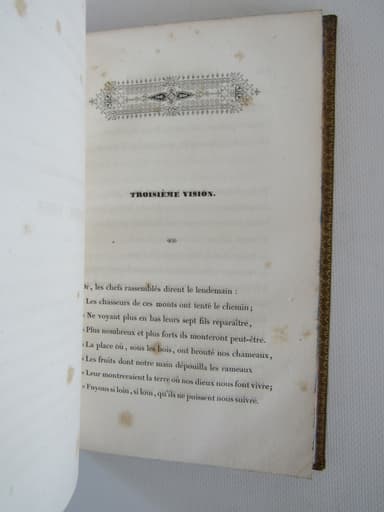 TROISIÈME VISION.
, les chefs rassemblés dirent le lendemain :
Les chasseurs de ces monts ont tenté le chemin ;
» Ne voyant plus en bas leurs sept fils reparaître,
» Plus nombreux et plus forts ils monteront peut-être.
» La place où, sous les bois, ont brouté nos chameaux,
» Les fruits dont notre main dépouilla les rameaux
» Leur montreraient la terre où nos dieux nous font vivre ;
» Fuyons si loin, si loin, qu'ils ne puissent nous suivre.